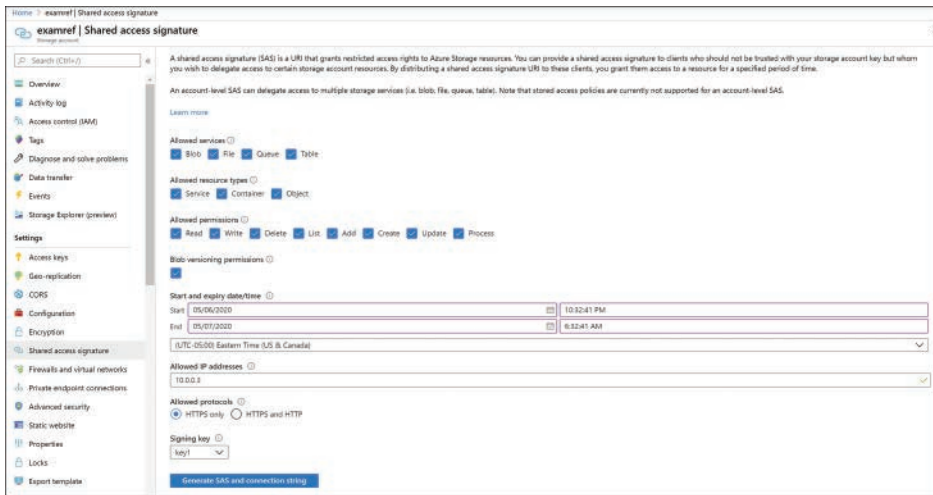 Home > examref | Shared access signature
examref | Shared access signature
Storage account
Search (Ctrl+/)
Overview
Activity log
Access control (IAM)
Tags
Diagnose and solve problems
Data transfer
Events
Storage Explorer (preview)
Settings
Access keys
Geo-replication
CORS
Configuration
Encryption
Shared access signature
Firewalls and virtual networks
Private endpoint connections
Advanced security
Static website
Properties
Locks
Export template
A shared access signature (SAS) is a URI that grants restricted access rights to Azure Storage resources. You can provide a shared access signature to clients who should not be trusted with your storage account key but whom
you wish to delegate access to certain storage account resources. By distributing a shared access signature URI to these clients, you grant them access to a resource for a specified period of time.
An account-level SAS can delegate access to multiple storage services (i.e. blob, file, queue, table). Note that stored access policies are currently not supported for an account-level SAS.
Learn more
Allowed services
Blob File Queue Table
Allowed resource types
Service Container Object
Allowed permissions
Read Write Delete List Add Create Update Process
Blob versioning permissions
Start and expiry date/time
Start 05/06/2020 10:32:41 PM
End 05/07/2020 6:32:41 AM
(UTC-05:00) Eastern Time (US & Canada)
Allowed IP addresses
Allowed protocols
HTTPS only HTTPS and HTTP
Signing key
key1
Generate SAS and connection string